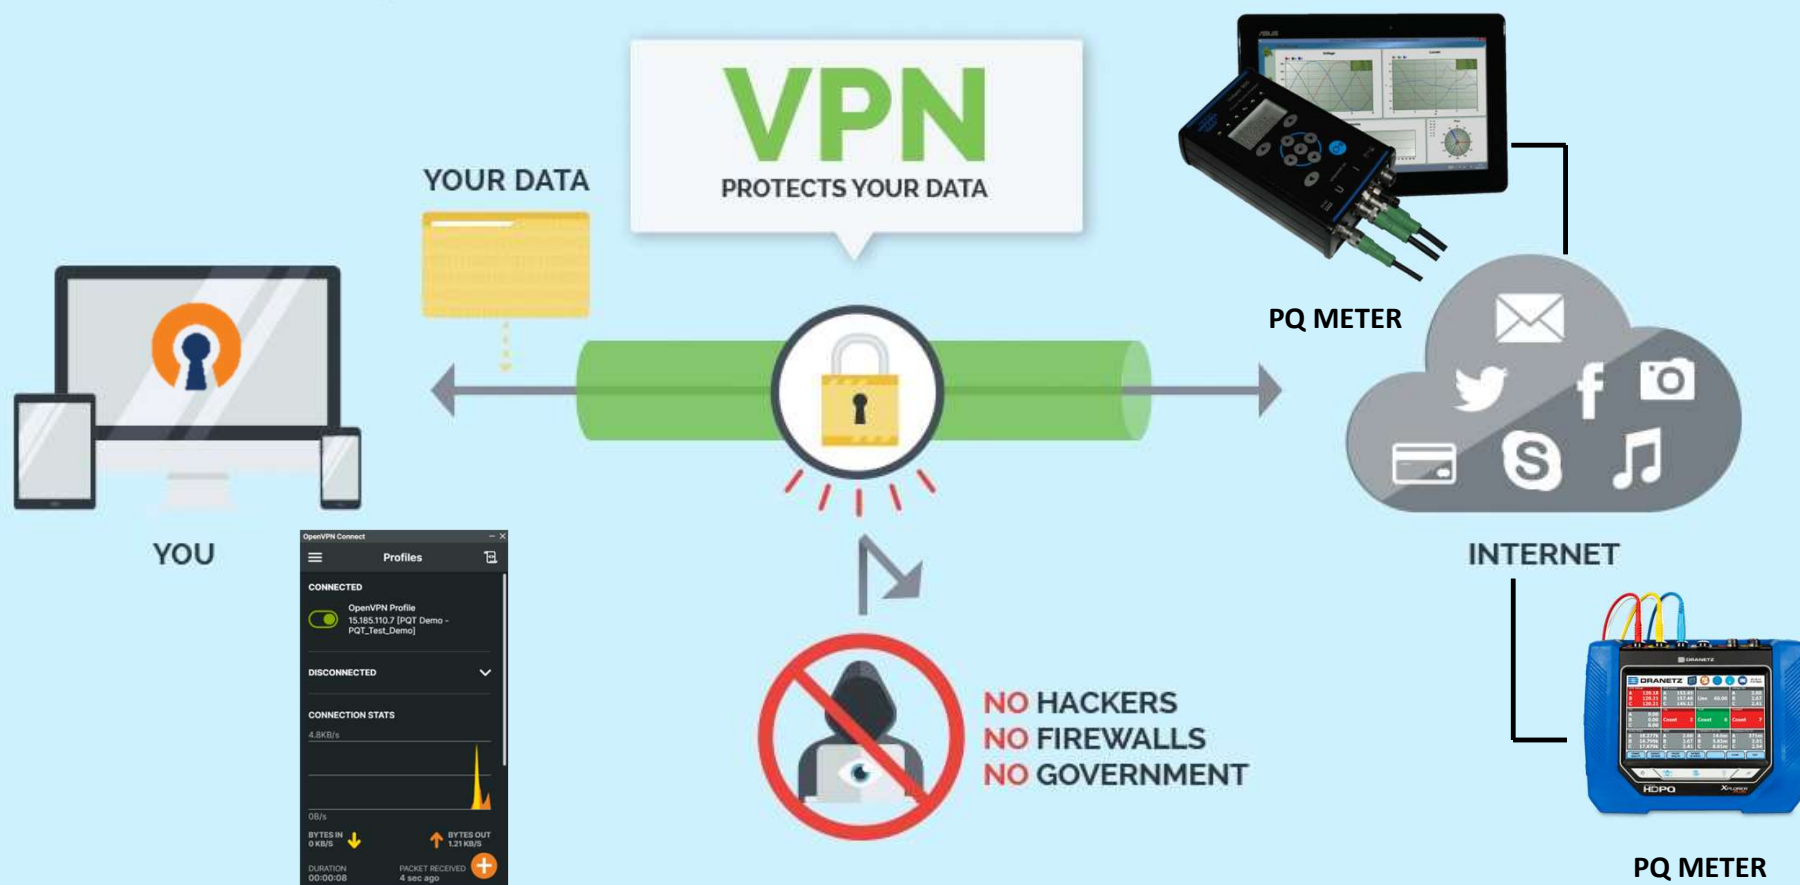 VPN
PROTECTS YOUR DATA
YOUR DATA
ASUS
PQ METER
YOU
INTERNET
OpenVPN Connect
Profiles
CONNECTED
OpenVPN Profile
15.185.110.7 [PQT Demo -
PQT_Test_Demo]
DISCONNECTED
CONNECTION STATS
4.8KB/s
0B/s
BYTES IN
0 KB/S
BYTES OUT
1.21 KB/S
DURATION
00:00:08
PACKET RECEIVED
4 sec ago
NO HACKERS
NO FIREWALLS
NO GOVERNMENT
DRANETZ
DRANETZ
HDPQ
XPLORER
PQ METER